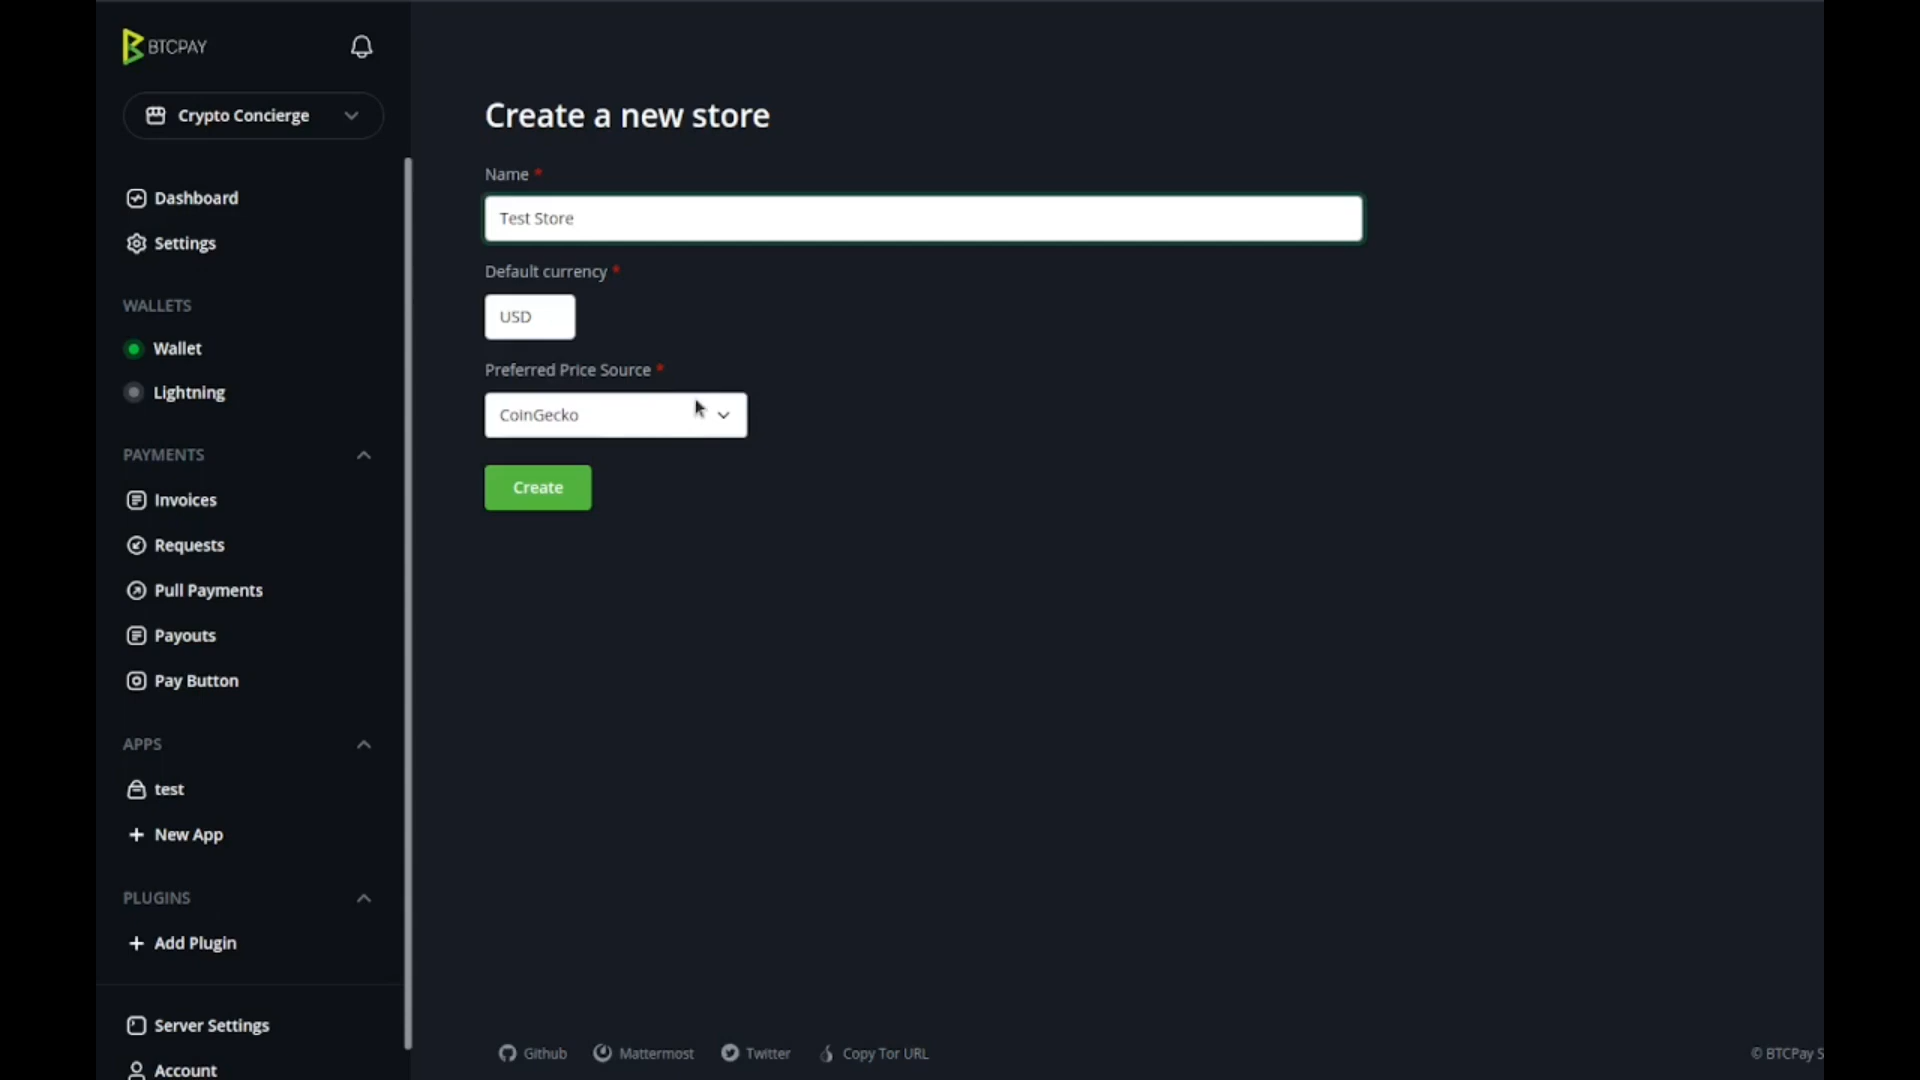 BTCPAY
Crypto Concierge
Dashboard
Settings
WALLETS
Wallet
Lightning
PAYMENTS
Invoices
Requests
Pull Payments
Payouts
Pay Button
APPS
test
New App
PLUGINS
Add Plugin
Server Settings
Account
Create a new store
Name *
Test Store
Default currency *
USD
Preferred Price Source *
CoinGecko
Create
Github Mattermost Twitter Copy Tor URL
© BTCPay S